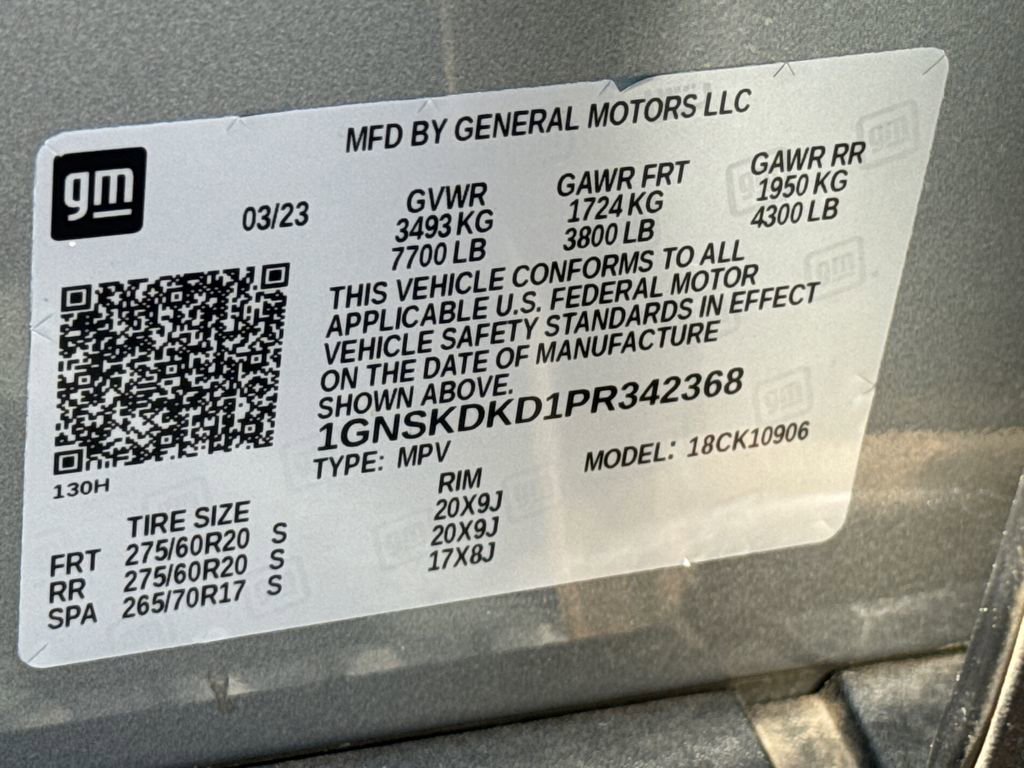 MFD BY GENERAL MOTORS LLC
gm
03/23
GVWR GAWR FRT GAWR RR
3493 KG 1724 KG 1950 KG
7700 LB 3800 LB 4300 LB
THIS VEHICLE CONFORMS TO ALL
APPLICABLE U.S. FEDERAL MOTOR
VEHICLE SAFETY STANDARDS IN EFFECT
ON THE DATE OF MANUFACTURE
SHOWN ABOVE.
1GNSKDKD1PR342368
TYPE: MPV MODEL: 18CK10906
130H
TIRE SIZE RIM
FRT 275/60R20 S 20X9J
RR 275/60R20 S 20X9J
SPA 265/70R17 S 17X8J